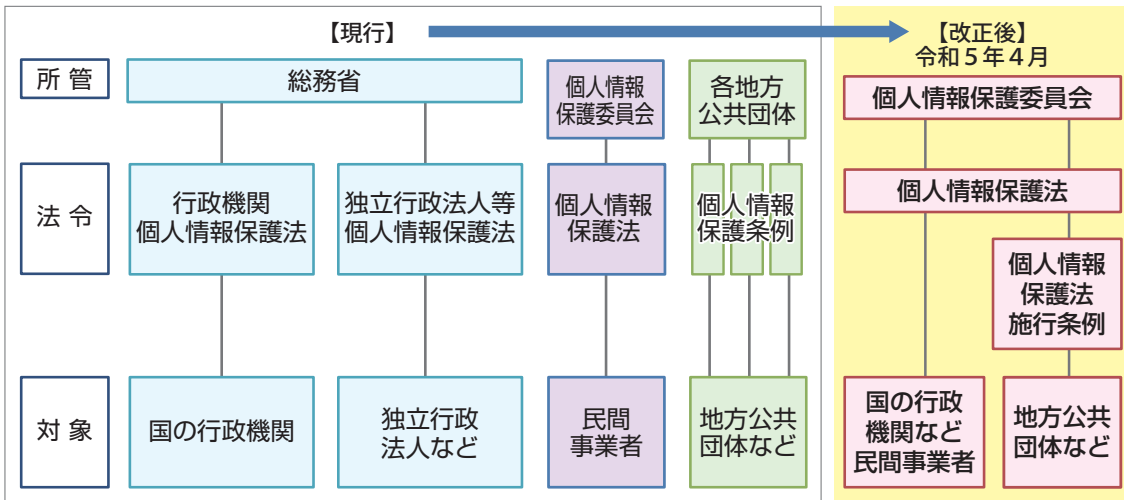 【現行】
【改正後】
令和５年４月
所 管
総務省
個人情報
保護委員会
各地方
公共団体
個人情報保護委員会
法 令
行政機関
個人情報保護法
独立行政法人等
個人情報保護法
個人情報
保護法
個人情報
保護条例
個人情報保護法
個人情報
保護法
施行条例
対 象
国の行政機関
独立行政
法人など
民間
事業者
地方公共
団体など
国の行政
機関など
民間事業者
地方公共
団体など